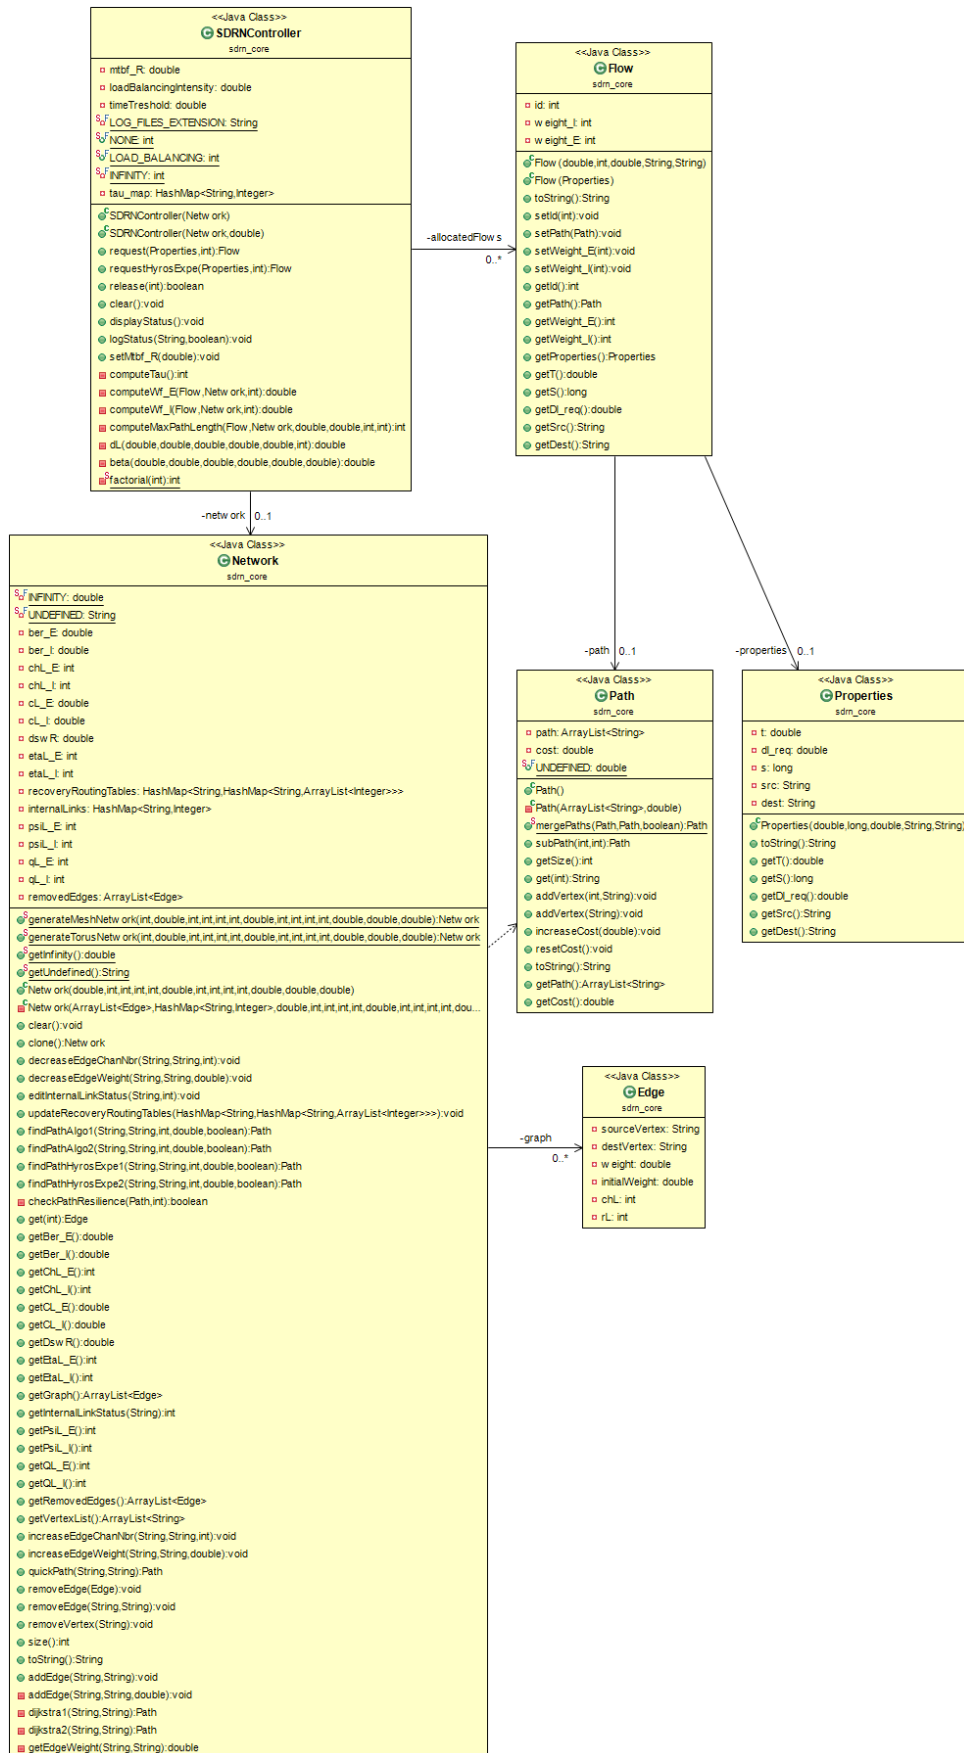 <<Java Class>>
SDRNController
sdrn_core
mtbf_R: double
loadBalancingIntensity: double
timeTreshold: double
LOG_FILES_EXTENSION: String
NONE: int
LOAD_BALANCING: int
INFINITY: int
tau_map: HashMap<String,Integer>
SDRNController(Network)
SDRNController(Network,double)
request(Properties,int):Flow
requestHyrosExpe(Properties,int):Flow
release(int):boolean
clear():void
displayStatus():void
logStatus(String,boolean):void
setMtbf_R(double):void
computeTau():int
computeWf_E(Flow,Network,int):double
computeWf_I(Flow,Network,int):double
computeMaxPathLength(Flow,Network,double,double,int,int):int
dL(double,double,double,double,double,int):double
beta(double,double,double,double,double,double):double
factorial(int):int
-allocatedFlows
0..*
<<Java Class>>
Flow
sdrn_core
id: int
weight_I: int
weight_E: int
Flow(double,int,double,String,String)
Flow(Properties)
toString():String
setId(int):void
setPath(Path):void
setWeight_E(int):void
setWeight_I(int):void
getId():int
getPath():Path
getWeight_E():int
getWeight_I():int
getProperties():Properties
getT():double
getS():long
getDl_req():double
getSrc():String
getDest():String
-network 0..1
<<Java Class>>
Network
sdrn_core
INFINITY: double
UNDEFINED: String
ber_E: double
ber_I: double
chL_E: int
chL_I: int
cL_E: double
cL_I: double
dswR: double
etaL_E: int
etaL_I: int
recoveryRoutingTables: HashMap<String,HashMap<String,ArrayList<Integer>>>
internalLinks: HashMap<String,Integer>
psiL_E: int
psiL_I: int
qL_E: int
qL_I: int
removedEdges: ArrayList<Edge>
generateMeshNetwork(int,double,int,int,int,int,double,int,int,int,int,double,double,double):Network
generateTorusNetwork(int,double,int,int,int,int,double,int,int,int,int,double,double,double):Network
getInfinity():double
getUndefined():String
Network(double,int,int,int,int,double,int,int,int,int,double,double,double)
Network(ArrayList<Edge>,HashMap<String,Integer>,double,int,int,int,int,double,int,int,int,int,dou...
clear():void
clone():Network
decreaseEdgeChanNbr(String,String,int):void
decreaseEdgeWeight(String,String,double):void
editInternalLinkStatus(String,int):void
updateRecoveryRoutingTables(HashMap<String,HashMap<String,ArrayList<Integer>>>):void
findPathAlgo1(String,String,int,double,boolean):Path
findPathAlgo2(String,String,int,double,boolean):Path
findPathHyrosExpe1(String,String,int,double,boolean):Path
findPathHyrosExpe2(String,String,int,double,boolean):Path
checkPathResilience(Path,int):boolean
get(int):Edge
getBer_E():double
getBer_I():double
getChL_E():int
getChL_I():int
getCL_E():double
getCL_I():double
getDswR():double
getEtaL_E():int
getEtaL_I():int
getGraph():ArrayList<Edge>
getInternalLinkStatus(String):int
getPsiL_E():int
getPsiL_I():int
getQL_E():int
getQL_I():int
getRemovedEdges():ArrayList<Edge>
getVertexList():ArrayList<String>
increaseEdgeChanNbr(String,String,int):void
increaseEdgeWeight(String,String,double):void
quickPath(String,String):Path
removeEdge(Edge):void
removeEdge(String,String):void
removeVertex(String):void
size():int
toString():String
addEdge(String,String):void
addEdge(String,String,double):void
dijkstra1(String,String):Path
dijkstra2(String,String):Path
getEdgeWeight(String,String):double
-path 0..1
<<Java Class>>
Path
sdrn_core
path: ArrayList<String>
cost: double
UNDEFINED: double
Path()
Path(ArrayList<String>,double)
mergePaths(Path,Path,boolean):Path
subPath(int,int):Path
getSize():int
get(int):String
addVertex(int,String):void
addVertex(String):void
increaseCost(double):void
resetCost():void
toString():String
getPath():ArrayList<String>
getCost():double
-properties 0..1
<<Java Class>>
Properties
sdrn_core
t: double
dl_req: double
s: long
src: String
dest: String
Properties(double,long,double,String,String)
toString():String
getT():double
getS():long
getDl_req():double
getSrc():String
getDest():String
-graph
0..*
<<Java Class>>
Edge
sdrn_core
sourceVertex: String
destVertex: String
weight: double
initialWeight: double
chL: int
rL: int